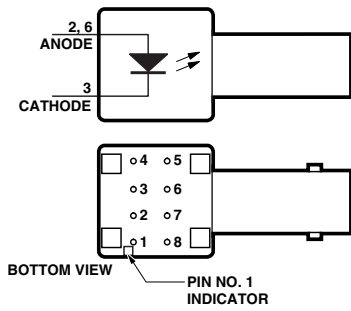 2, 6
ANODE
3
CATHODE
4 5
3 6
2 7
1 8
BOTTOM VIEW
PIN NO. 1
INDICATOR